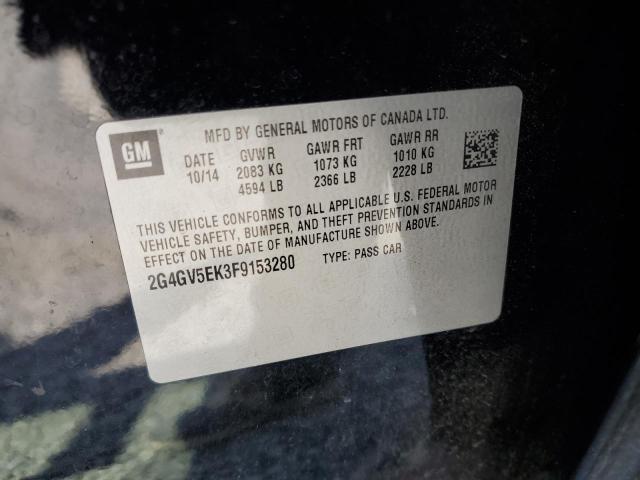 GM
MFD BY GENERAL MOTORS OF CANADA LTD.
DATE GVWR GAWR FRT GAWR RR
10/14 2083 KG 1073 KG 1010 KG
4594 LB 2366 LB 2228 LB
THIS VEHICLE CONFORMS TO ALL APPLICABLE U.S. FEDERAL MOTOR
VEHICLE SAFETY, BUMPER, AND THEFT PREVENTION STANDARDS IN
EFFECT ON THE DATE OF MANUFACTURE SHOWN ABOVE.
2G4GV5EK3F9153280 TYPE: PASS CAR